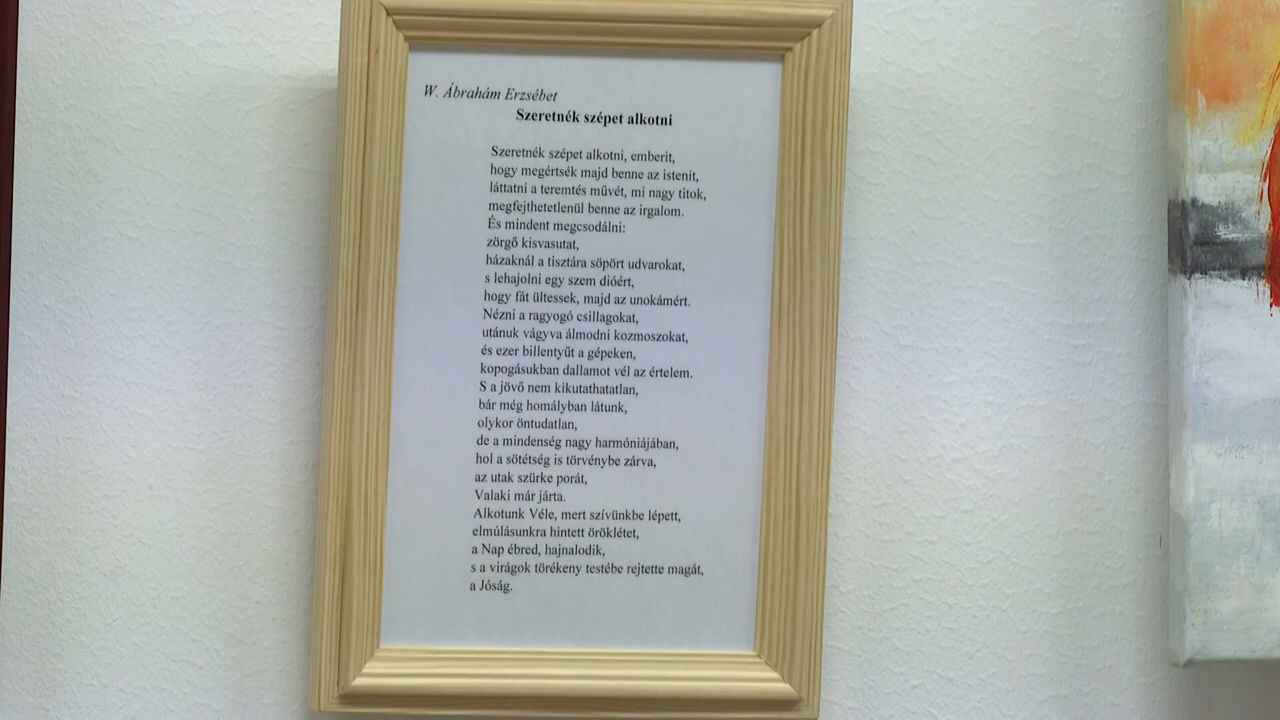 W. Ábrahám Erzsébet
Szeretnék szépet alkotni
Szeretnék szépet alkotni, emberit,
hogy megértsék majd benne az istenit,
láttatni a teremtés művét, mi nagy titok,
megfejthetetlenül benne az irgalom.
És mindent megcsodálni:
zörgő kisvasutat,
házaknál a tisztára söpört udvarokat,
s lehajolni egy szem dióért,
hogy fát ültessek, majd az unokámért.
Nézni a ragyogó csillagokat,
utánuk vágyva álmodni kozmoszokat,
és ezer billentyűt a gépeken,
kopogásukban dallamot vél az értelem.
S a jövő nem kikutathatatlan,
bár még homályban látunk,
olykor öntudatlan,
de a mindenség nagy harmóniájában,
hol a sötétség is törvénybe zárva,
az utak szürke porát,
Valaki már járta.
Alkotunk Véle, mert szívünkbe lépett,
elmúlásunkra hintett öröklétet,
a Nap ébred, hajnalodik,
s a virágok törékeny testébe rejtette magát,
a Jóság.